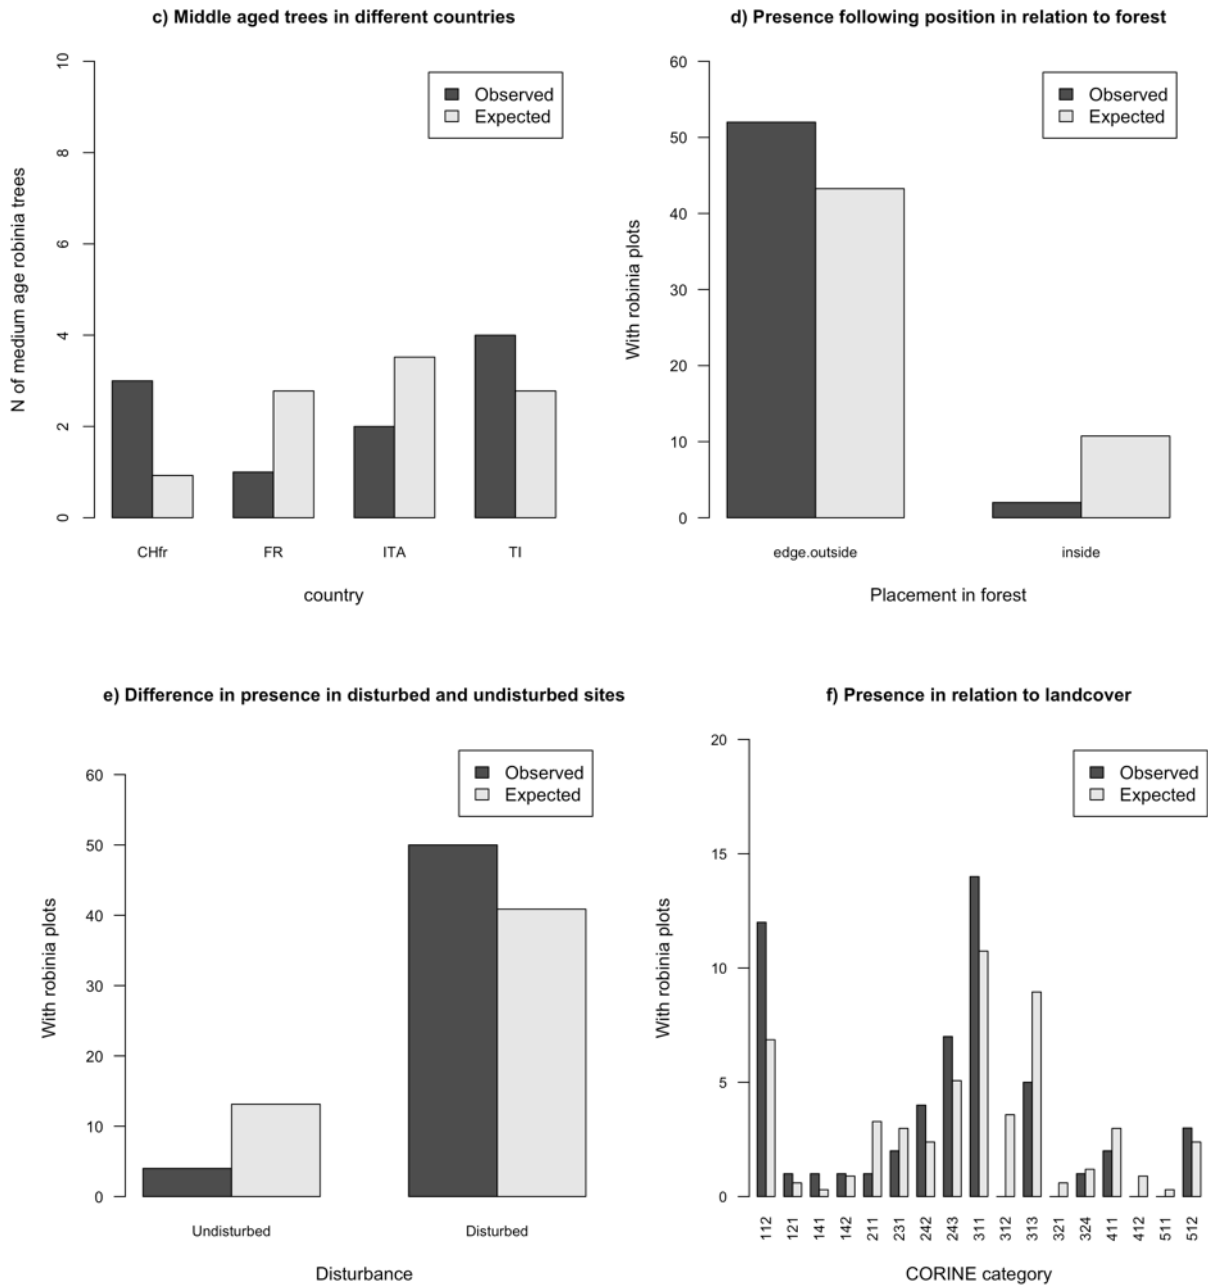 c) Middle aged trees in different countries
N of medium age robinia trees
10
8
6
4
2
0
Observed
Expected
CHfr FR ITA TI
country
d) Presence following position in relation to forest
With robinia plots
60
50
40
30
20
10
0
Observed
Expected
edge.outside inside
Placement in forest
e) Difference in presence in disturbed and undisturbed sites
With robinia plots
60
50
40
30
20
10
0
Observed
Expected
Undisturbed Disturbed
Disturbance
f) Presence in relation to landcover
With robinia plots
20
15
10
5
0
Observed
Expected
112 121 141 142 211 231 242 243 311 312 313 321 324 411 412 511 512
CORINE category